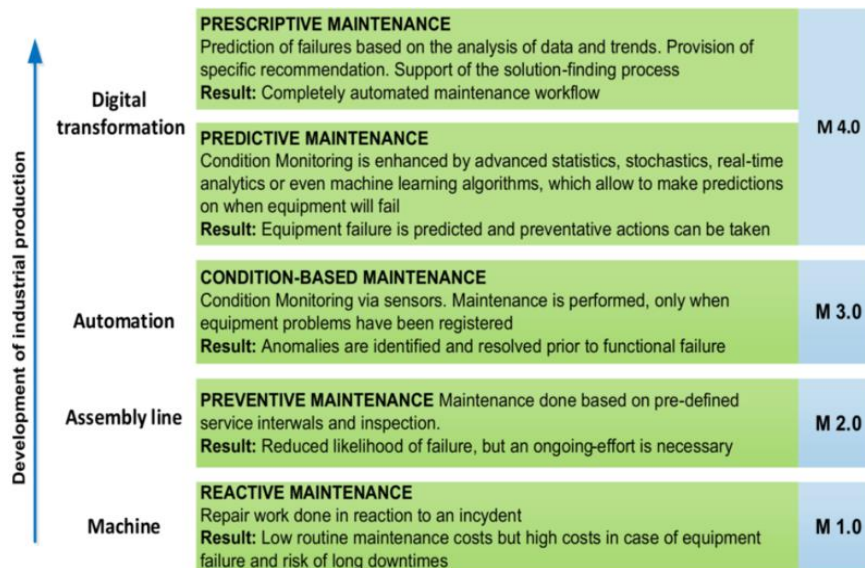 Development of industrial production
Digital
transformation
PRESCRIPTIVE MAINTENANCE
Prediction of failures based on the analysis of data and trends. Provision of
specific recommendation. Support of the solution-finding process
Result: Completely automated maintenance workflow
PREDICTIVE MAINTENANCE
Condition Monitoring is enhanced by advanced statistics, stochastics, real-time
analytics or even machine learning algorithms, which allow to make predictions
on when equipment will fail
Result: Equipment failure is predicted and preventative actions can be taken
M 4.0
Automation
CONDITION-BASED MAINTENANCE
Condition Monitoring via sensors. Maintenance is performed, only when
equipment problems have been registered
Result: Anomalies are identified and resolved prior to functional failure
M 3.0
Assembly line
PREVENTIVE MAINTENANCE Maintenance done based on pre-defined
service interwals and inspection.
Result: Reduced likelihood of failure, but an ongoing-effort is necessary
M 2.0
Machine
REACTIVE MAINTENANCE
Repair work done in reaction to an incydent
Result: Low routine maintenance costs but high costs in case of equipment
failure and risk of long downtimes
M 1.0